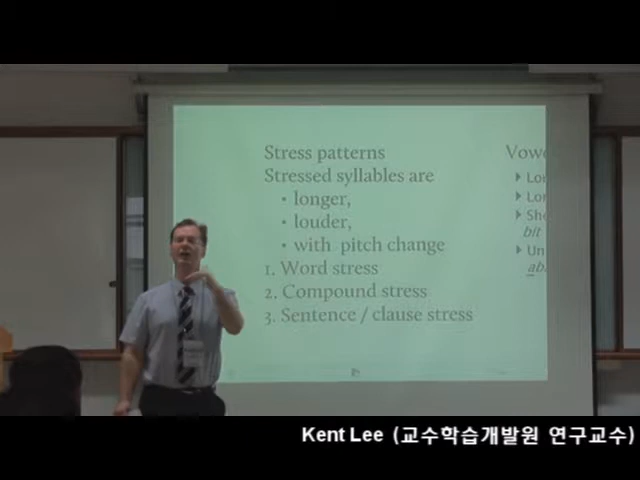 Stress patterns
Stressed syllables are
• longer,
• louder,
• with pitch change
1. Word stress
2. Compound stress
3. Sentence / clause stress
Kent Lee (교수학습개발원 연구교수)